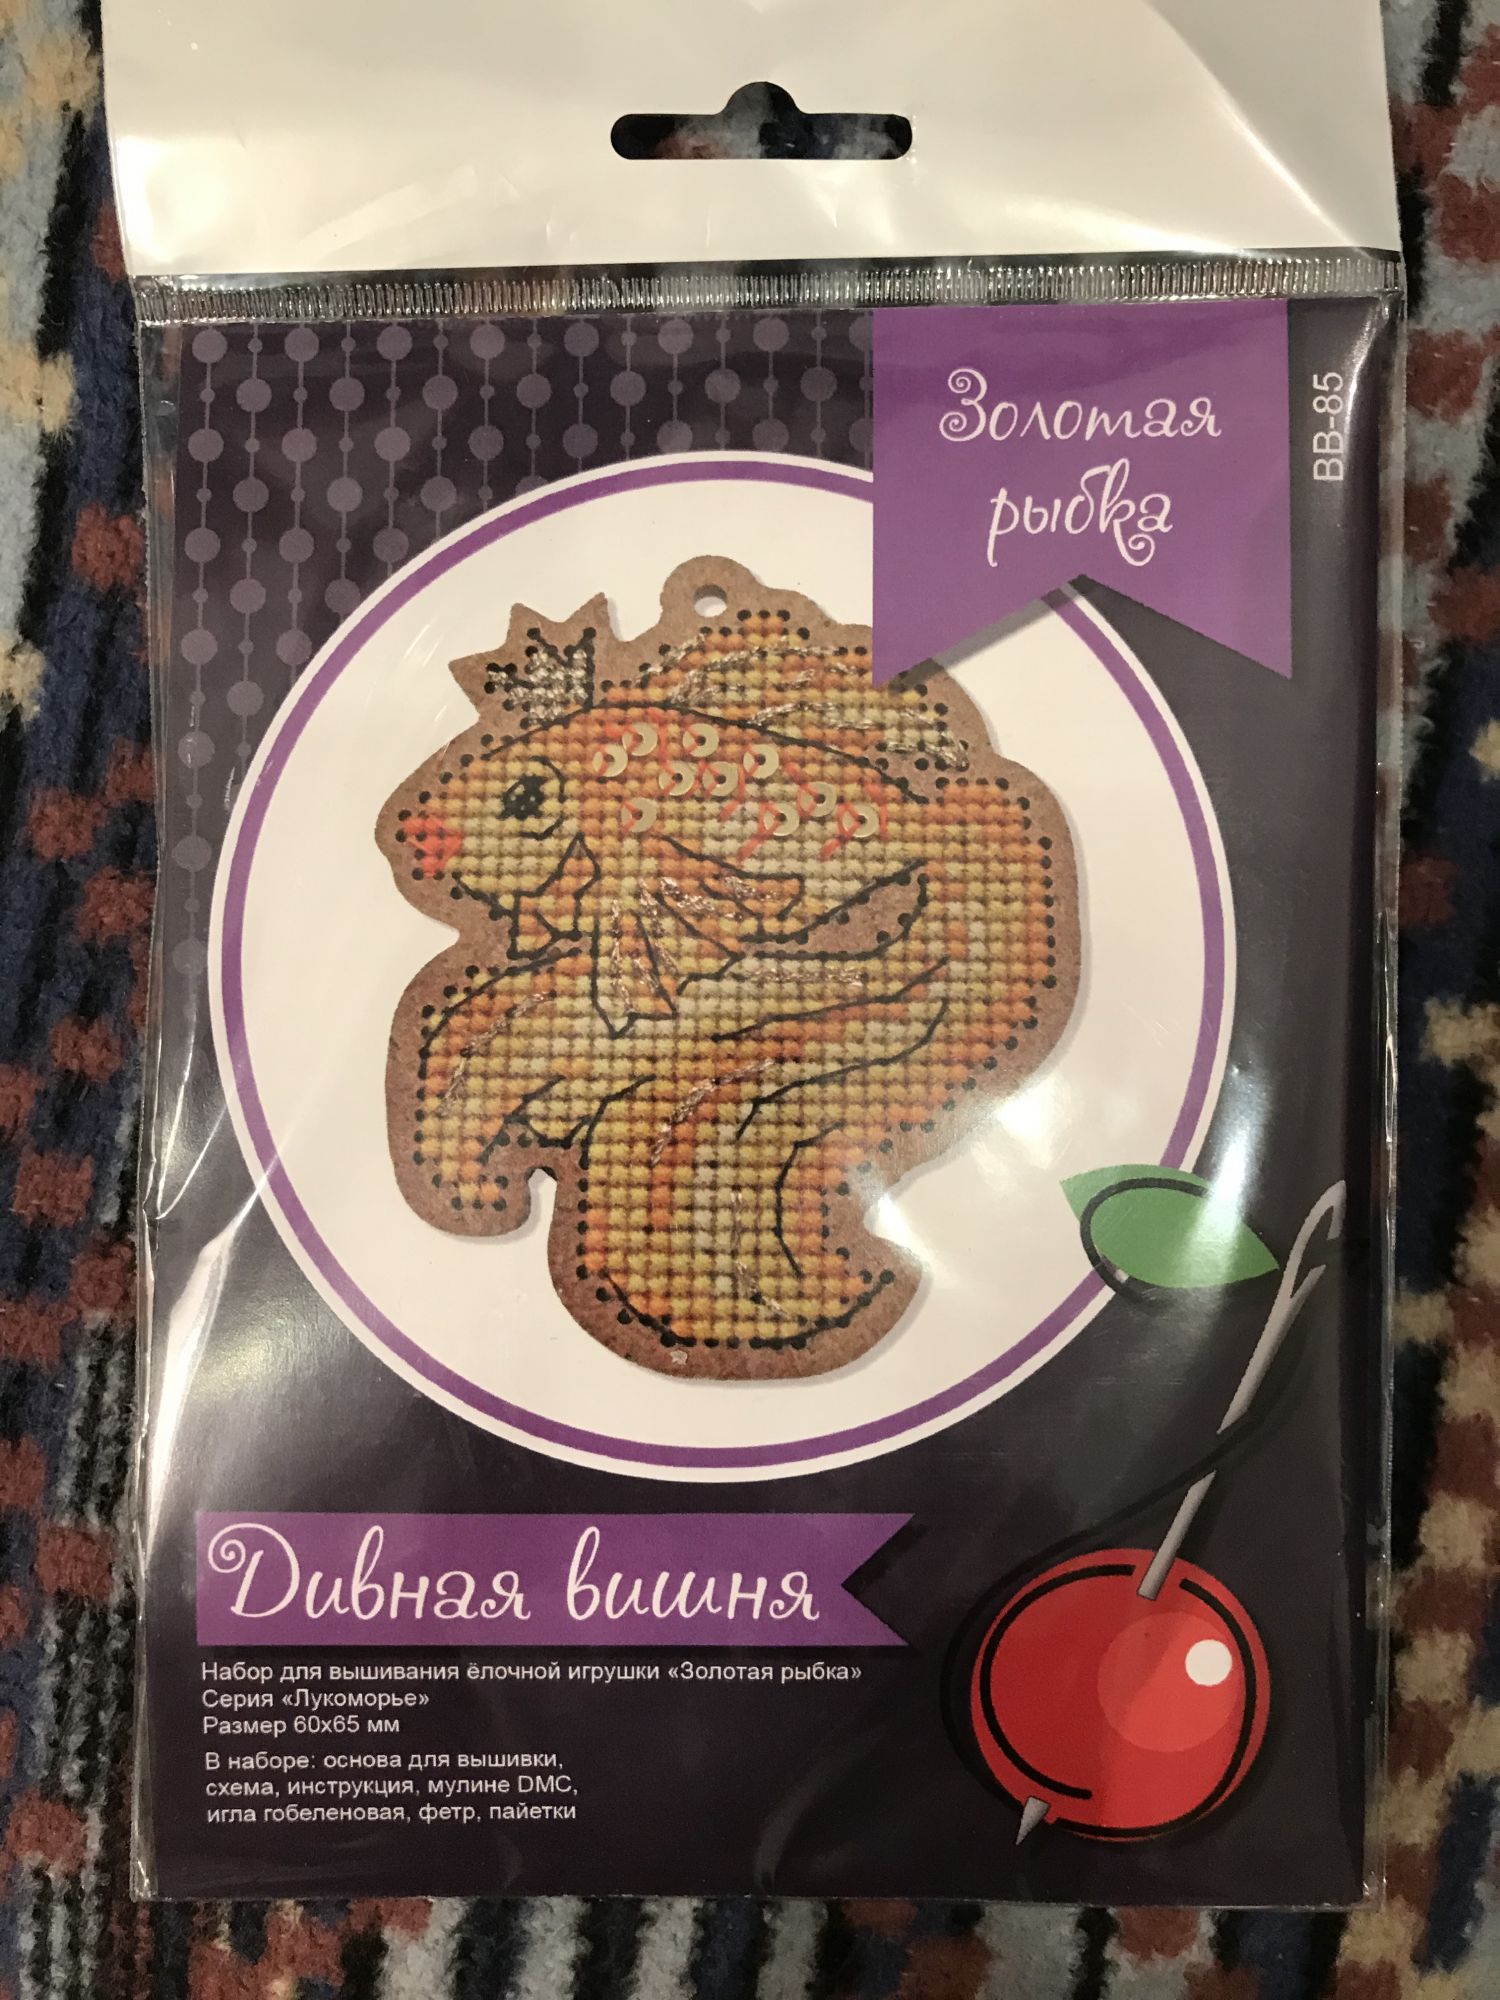 Золотая
рыбка
ВВ-85
Дивная вишня
Набор для вышивания ёлочной игрушки «Золотая рыбка»
Серия «Лукоморье»
Размер 60х65 мм
В наборе: основа для вышивки,
схема, инструкция, мулине DMC,
игла гобеленовая, фетр, пайетки